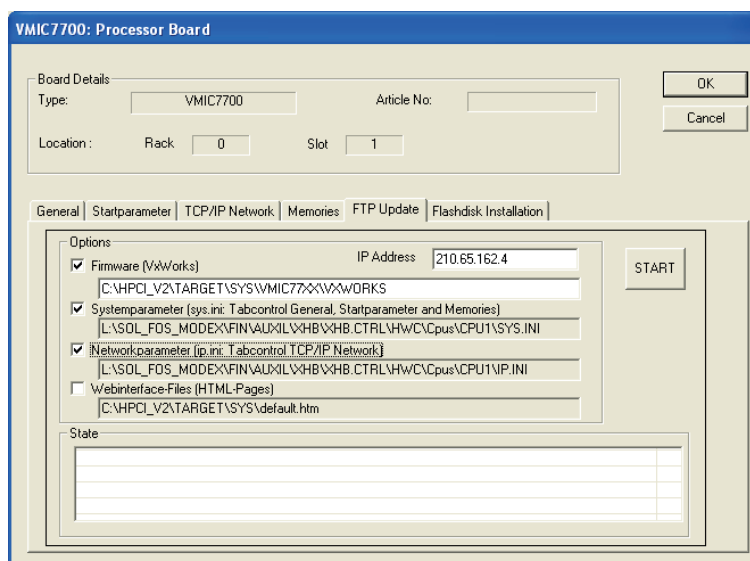 VMIC7700: Processor Board
Board Details
Type: VMIC7700 Article No:
OK
Cancel
Location : Rack 0 Slot 1
General Startparameter TCP/IP Network Memories FTP Update Flashdisk Installation
Options
IP Address 210.65.162.4
START
Firmware (VxWorks)
C:\HPCI_V2\TARGET\SYS\VMIC77XX\VXWORKS
Systemparameter (sys.ini: Tabcontrol General, Startparameter and Memories)
L:\SOL_FOS_MODEX\FIN\AUXIL\XHB\XHB.CTRL\HWC\Cpus\CPU1\SYS.INI
Networkparameter (ip.ini: Tabcontrol TCP/IP Network)
L:\SOL_FOS_MODEX\FIN\AUXIL\XHB\XHB.CTRL\HWC\Cpus\CPU1\IP.INI
Webinterface-Files (HTML-Pages)
C:\HPCI_V2\TARGET\SYS\default.htm
State